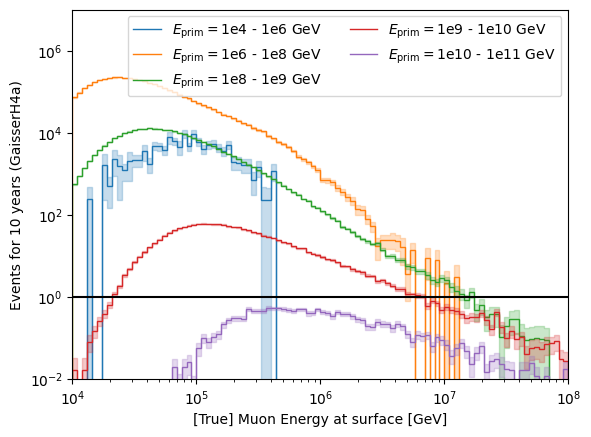 E_prim = 1e4 - 1e6 GeV
E_prim = 1e6 - 1e8 GeV
E_prim = 1e8 - 1e9 GeV
E_prim = 1e9 - 1e10 GeV
E_prim = 1e10 - 1e11 GeV
Events for 10 years (GaisserH4a)
10^6
10^4
10^2
10^0
10^−2
10^4
10^5
10^6
10^7
10^8
[True] Muon Energy at surface [GeV]